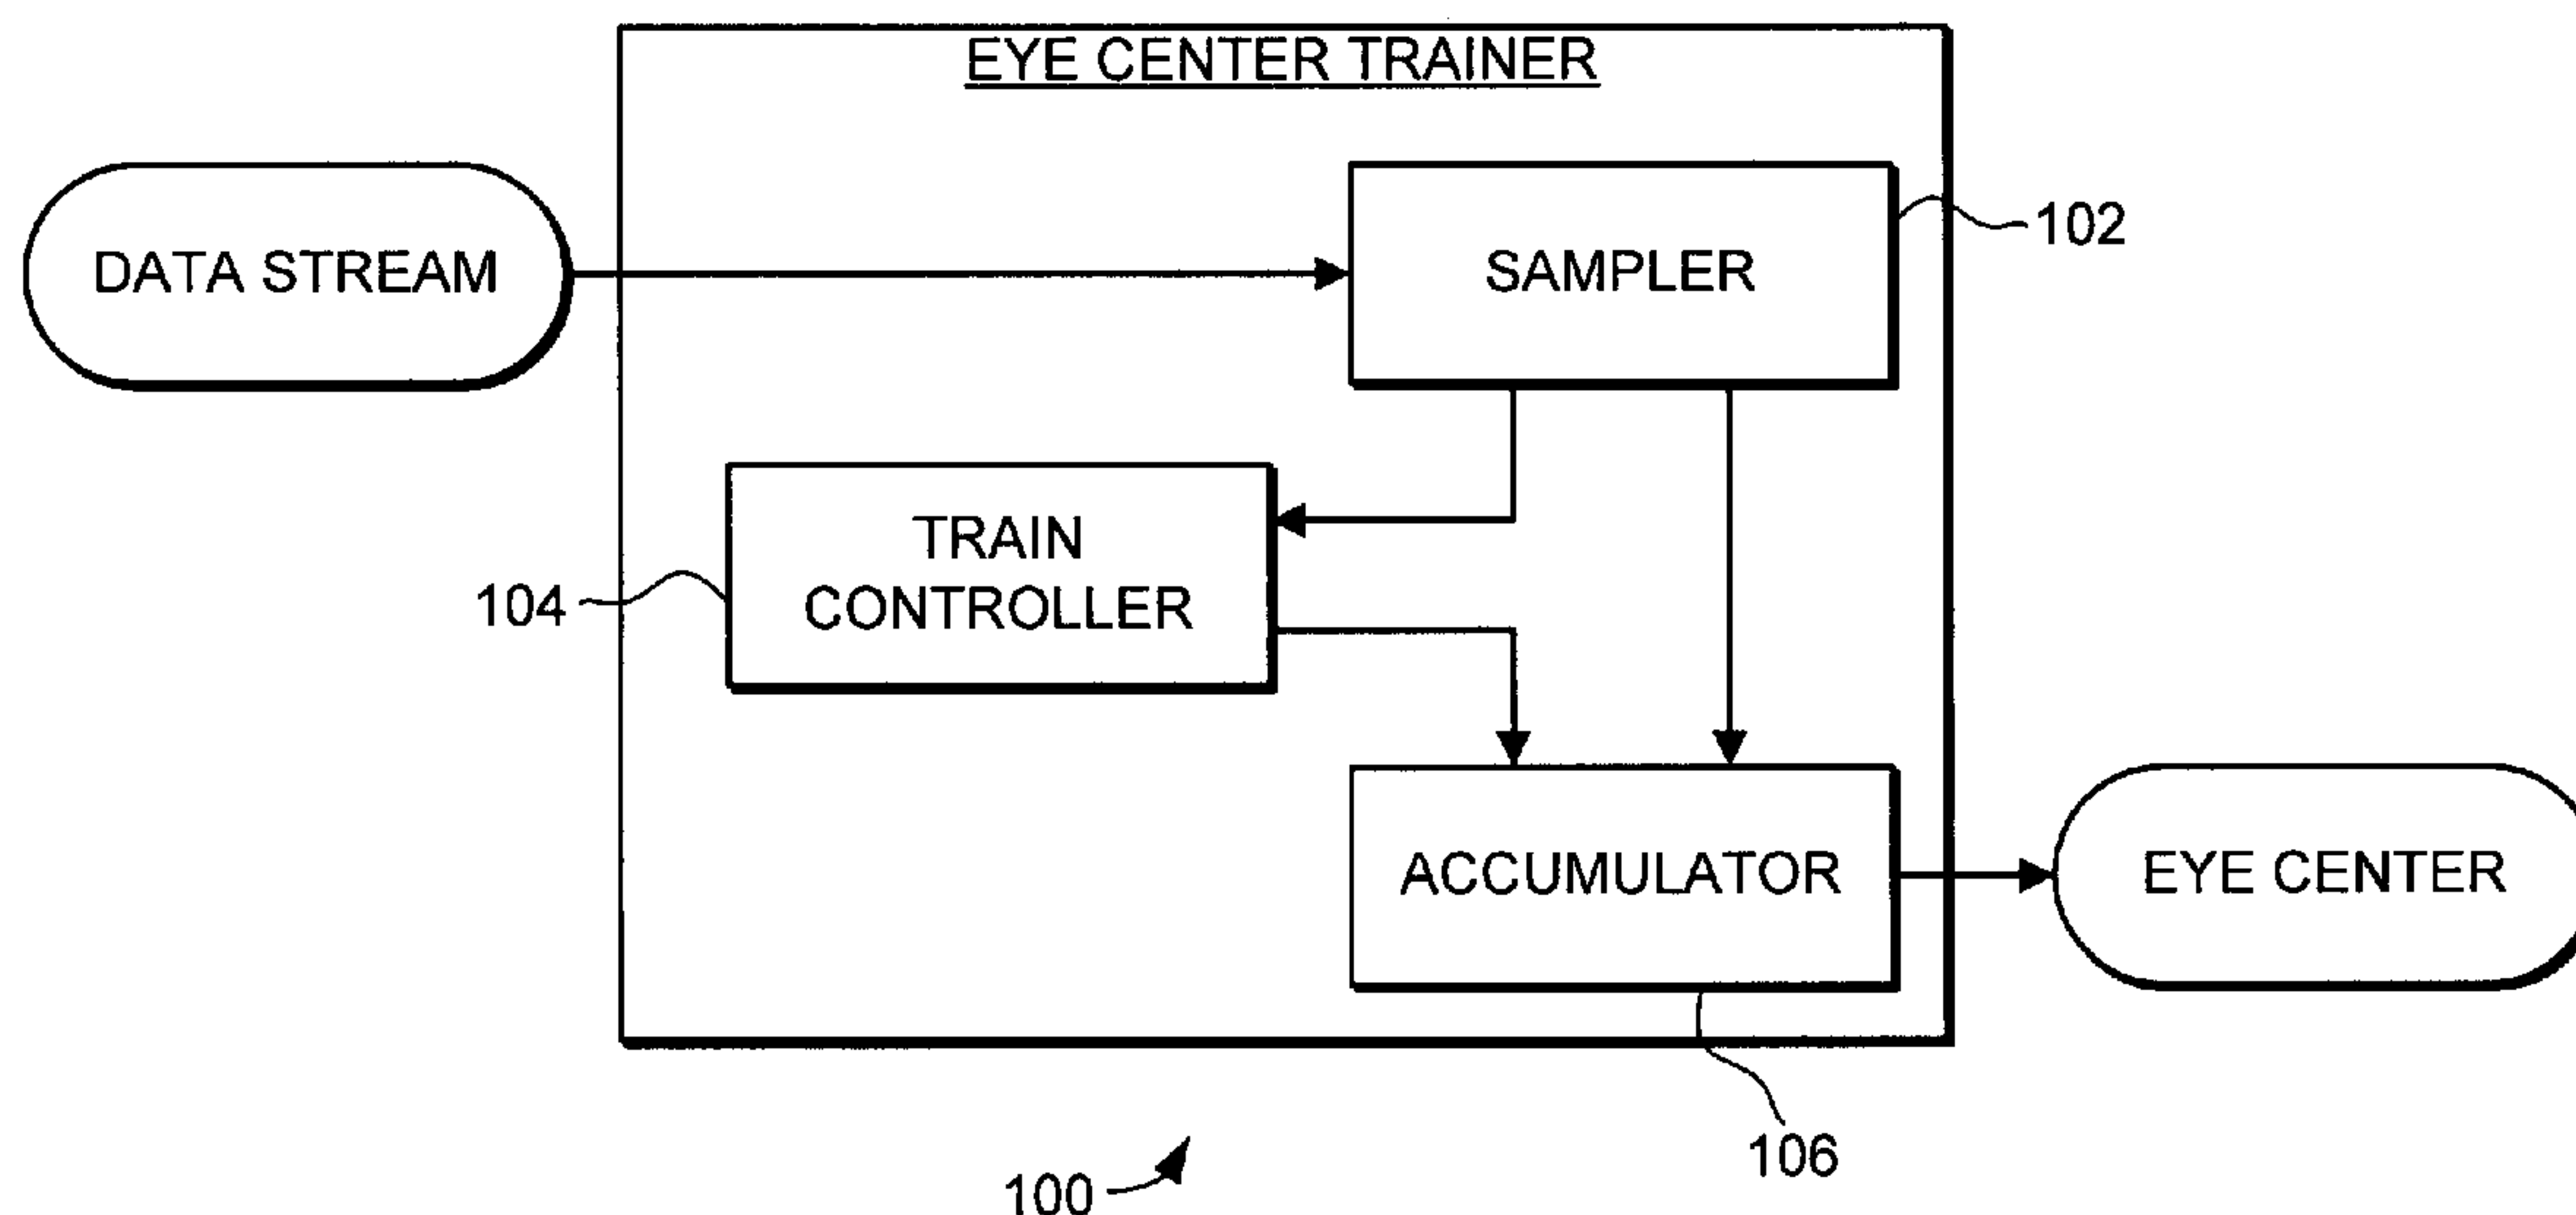 EYE CENTER TRAINER
DATA STREAM
SAMPLER
102
TRAIN
CONTROLLER
104
ACCUMULATOR
EYE CENTER
106
100